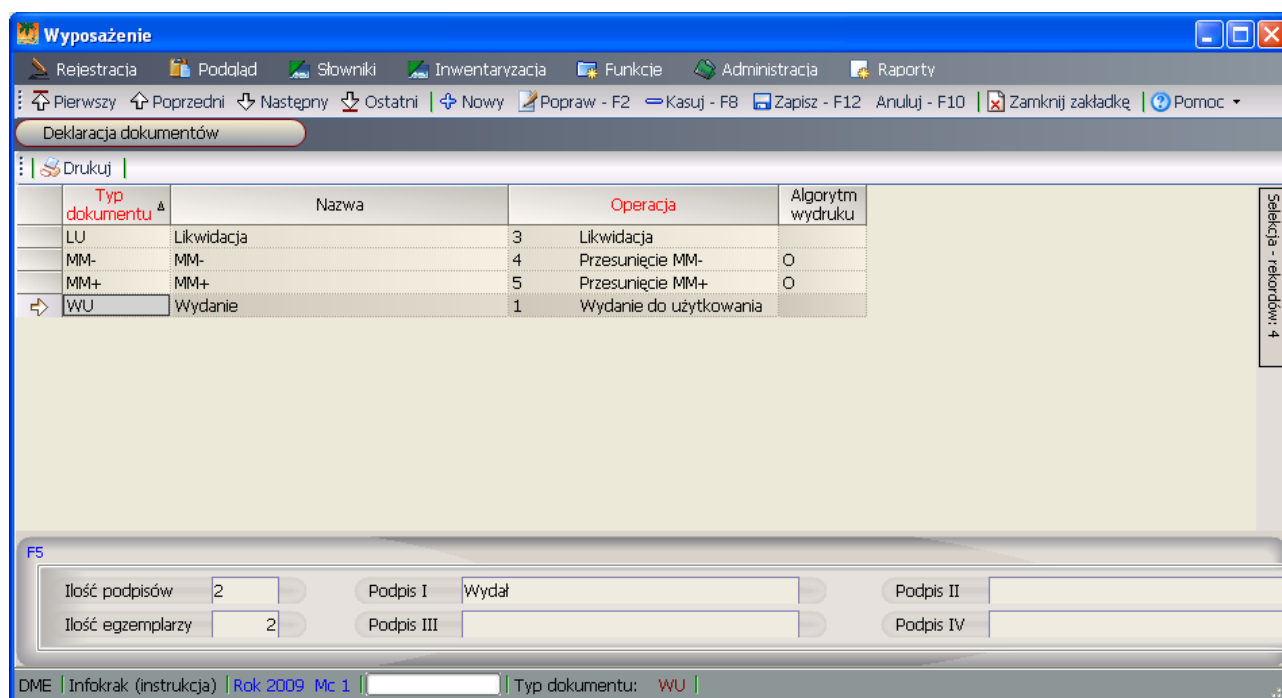 Wyposażenie
Rejestracja Podgląd Słowniki Inwentaryzacja Funkcje Administracja Raporty
Pierwszy Poprzedni Następny Ostatni Nowy Popraw - F2 Kasuj - F8 Zapisz - F12 Anuluj - F10 Zamknij zakładkę Pomoc
Deklaracja dokumentów
Drukuj
Typ dokumentu Nazwa Operacja Algorytm wydruku
LU Likwidacja 3 Likwidacja
MM- MM- 4 Przesunięcie MM- O
MM+ MM+ 5 Przesunięcie MM+ O
WU Wydanie 1 Wydanie do użytkowania
Selekcja - rekordów: 4
F5
Ilość podpisów 2 Podpis I Wydał Podpis II
Ilość egzemplarzy 2 Podpis III Podpis IV
DME Infokrak (instrukcja) Rok 2009 Mc 1 Typ dokumentu: WU